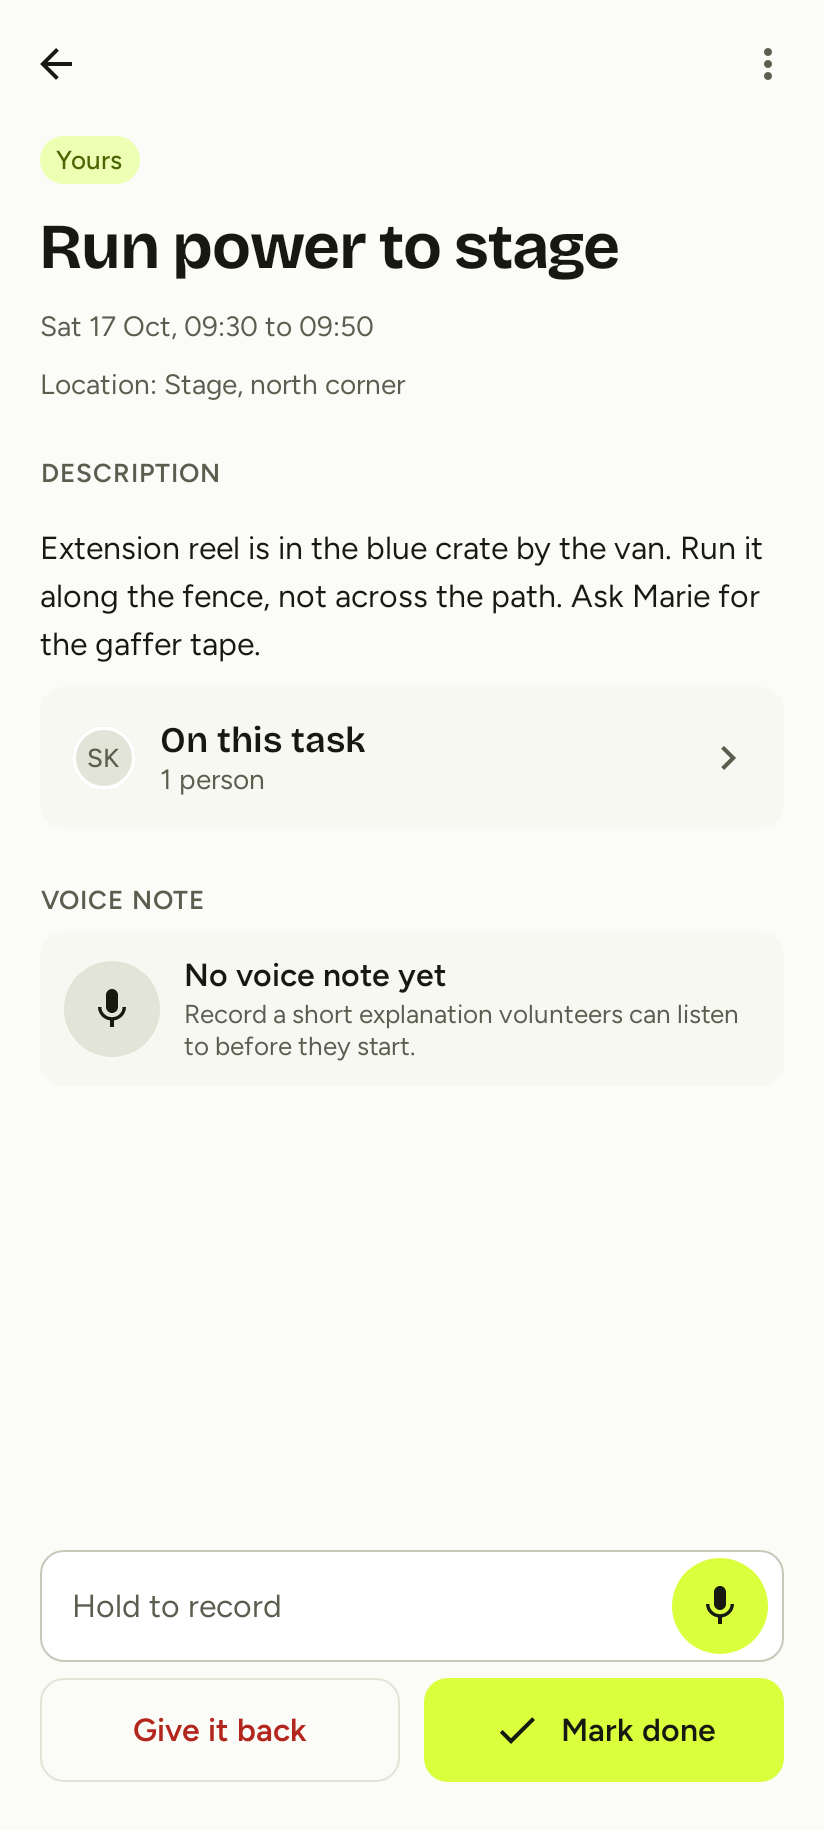 Yours
Run power to stage
Sat 17 Oct, 09:30 to 09:50
Location: Stage, north corner
DESCRIPTION
Extension reel is in the blue crate by the van. Run it
along the fence, not across the path. Ask Marie for
the gaffer tape.
SK
On this task
1 person
VOICE NOTE
No voice note yet
Record a short explanation volunteers can listen
to before they start.
Hold to record
Give it back
Mark done